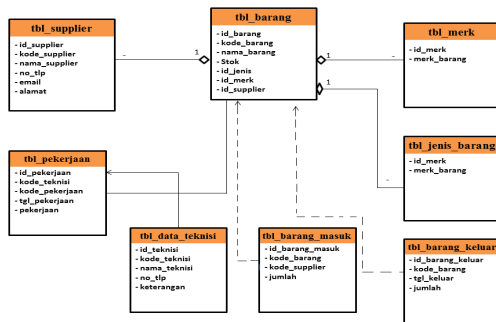 tbl_supplier
- id_supplier
- kode_supplier
- nama_supplier
- no_tlp
- email
- alamat
-
1
tbl_barang
- id_barang
- kode_barang
- nama_barang
- Stok
- id_jenis
- id_merk
- id_supplier
1
-
1
-
tbl_merk
- id_merk
- merk_barang
tbl_jenis_barang
- id_merk
- merk_barang
tbl_pekerjaan
- id_pekerjaan
- kode_teknisi
- kode_pekerjaan
- tgl_pekerjaan
- pekerjaan
tbl_data_teknisi
- id_teknisi
- kode_teknisi
- nama_teknisi
- no_tlp
- keterangan
tbl_barang_masuk
- id_barang_masuk
- kode_barang
- kode_supplier
- jumlah
tbl_barang_keluar
- id_barang_keluar
- kode_barang
- tgl_keluar
- jumlah